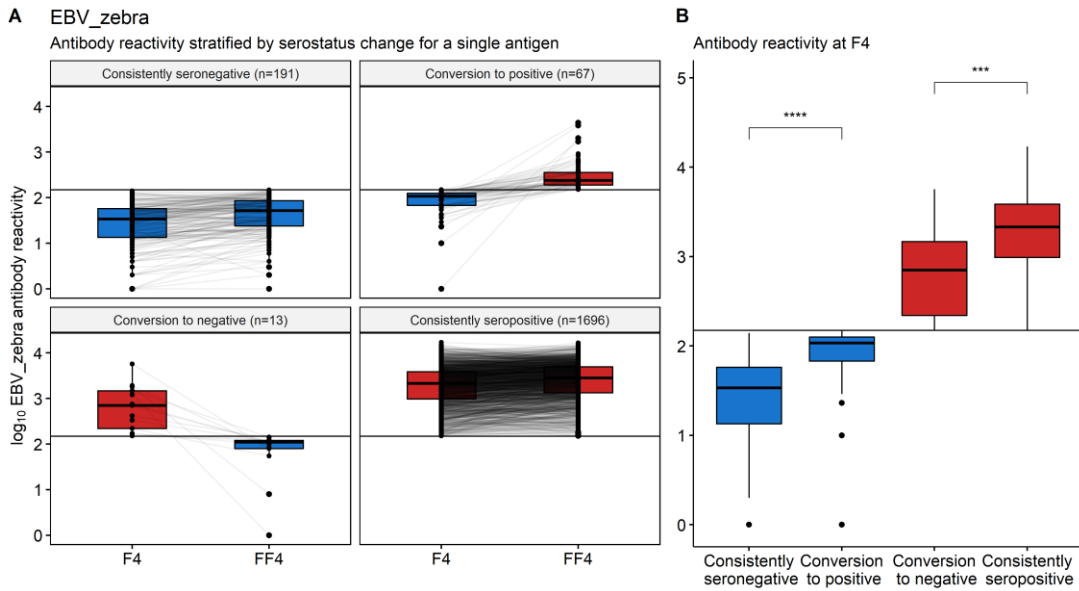 A
EBV_zebra
Antibody reactivity stratified by serostatus change for a single antigen
Consistently seronegative (n=191)
Conversion to positive (n=67)
Conversion to negative (n=13)
Consistently seropositive (n=1696)
log₁₀ EBV_zebra antibody reactivity
4
3
2
1
0
4
3
2
1
0
F4
FF4
F4
FF4
B
Antibody reactivity at F4
5
4
3
2
1
0
****
***
Consistently
seronegative
Conversion
to positive
Conversion
to negative
Consistently
seropositive